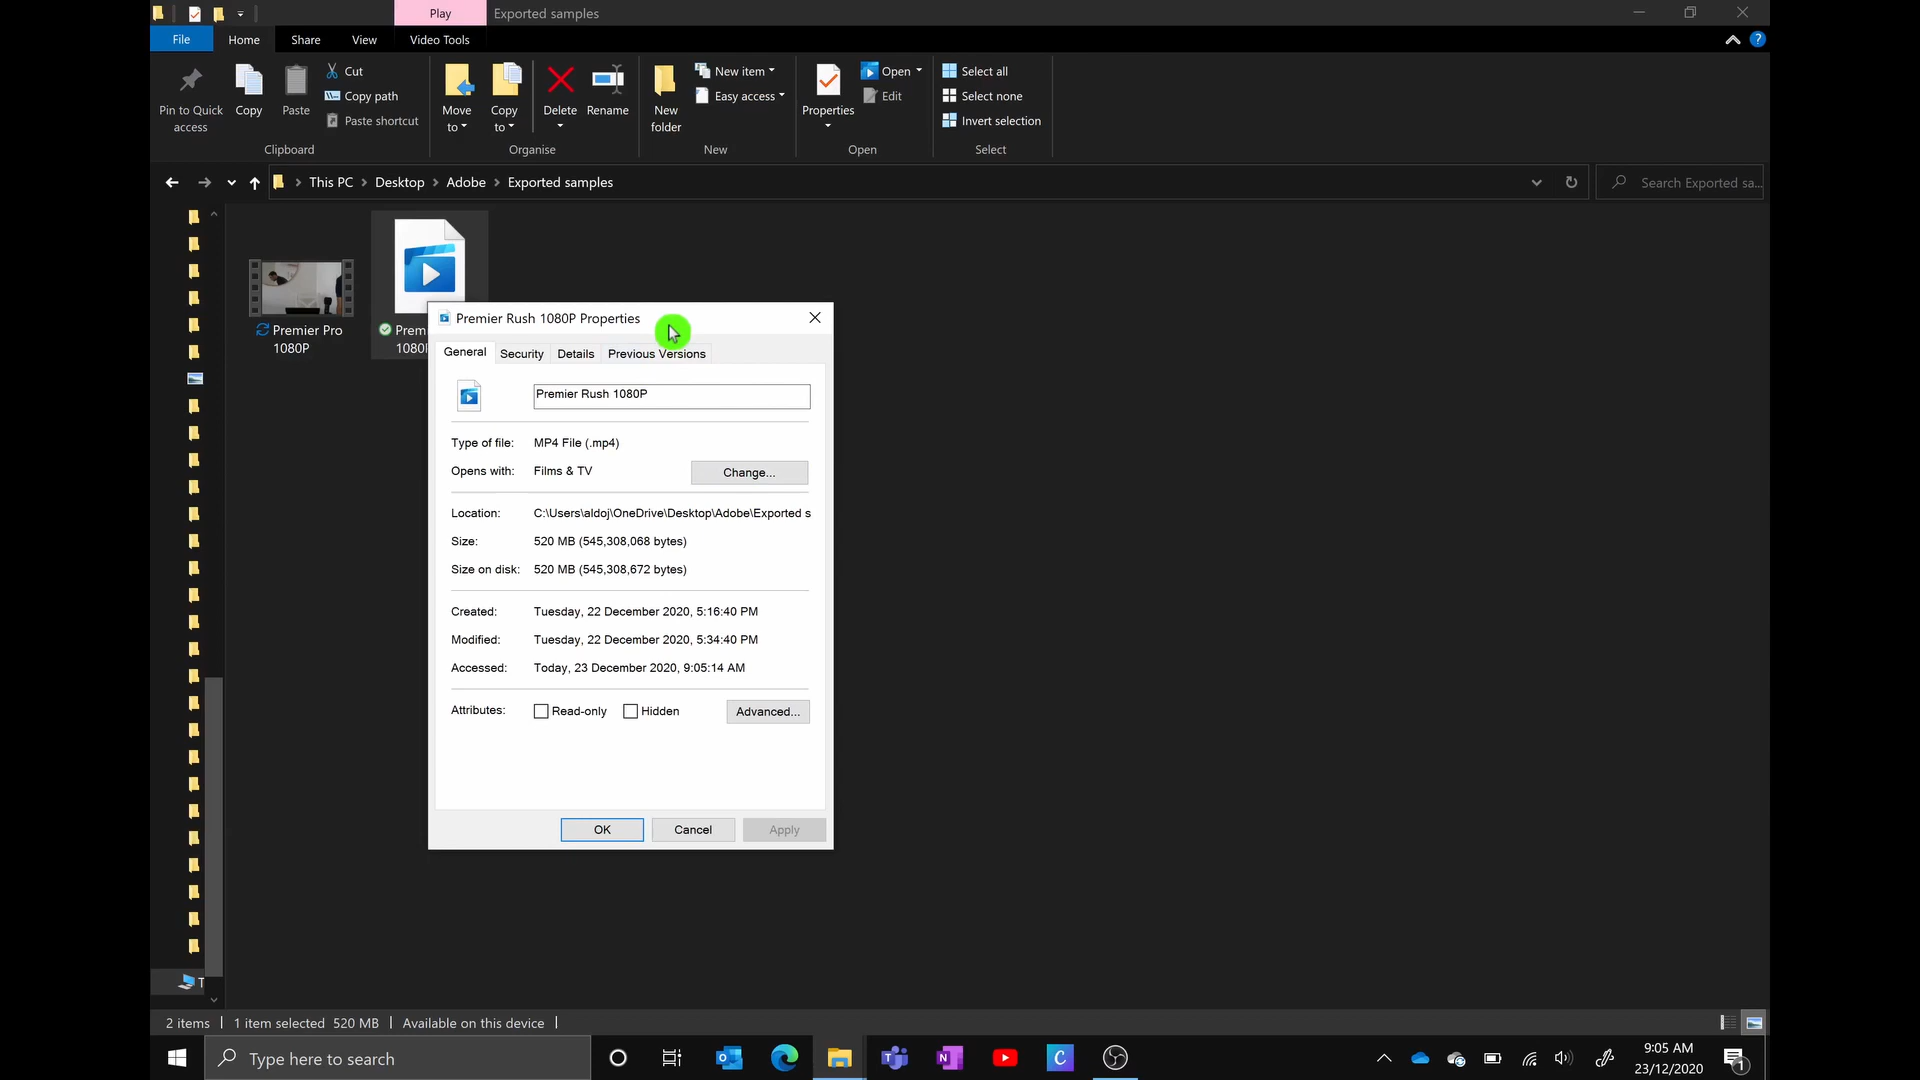 Play
Exported samples
File
Home
Share
View
Video Tools
Pin to Quick
access
Copy
Paste
Cut
Copy path
Paste shortcut
Clipboard
Move
to
Copy
to
Delete
Rename
Organise
New
folder
New item
Easy access
New
Properties
Open
Edit
Open
Select all
Select none
Invert selection
Select
This PC > Desktop > Adobe > Exported samples
Search Exported sa...
Premier Pro
1080P
Prem
1080
Premier Rush 1080P Properties
General
Security
Details
Previous Versions
Premier Rush 1080P
Type of file: MP4 File (.mp4)
Opens with: Films & TV
Change...
Location: C:\Users\aldoj\OneDrive\Desktop\Adobe\Exported s
Size: 520 MB (545,308,068 bytes)
Size on disk: 520 MB (545,308,672 bytes)
Created: Tuesday, 22 December 2020, 5:16:40 PM
Modified: Tuesday, 22 December 2020, 5:34:40 PM
Accessed: Today, 23 December 2020, 9:05:14 AM
Attributes: Read-only Hidden
Advanced...
OK
Cancel
Apply
T
2 items
1 item selected 520 MB
Available on this device
Type here to search
9:05 AM
23/12/2020
1